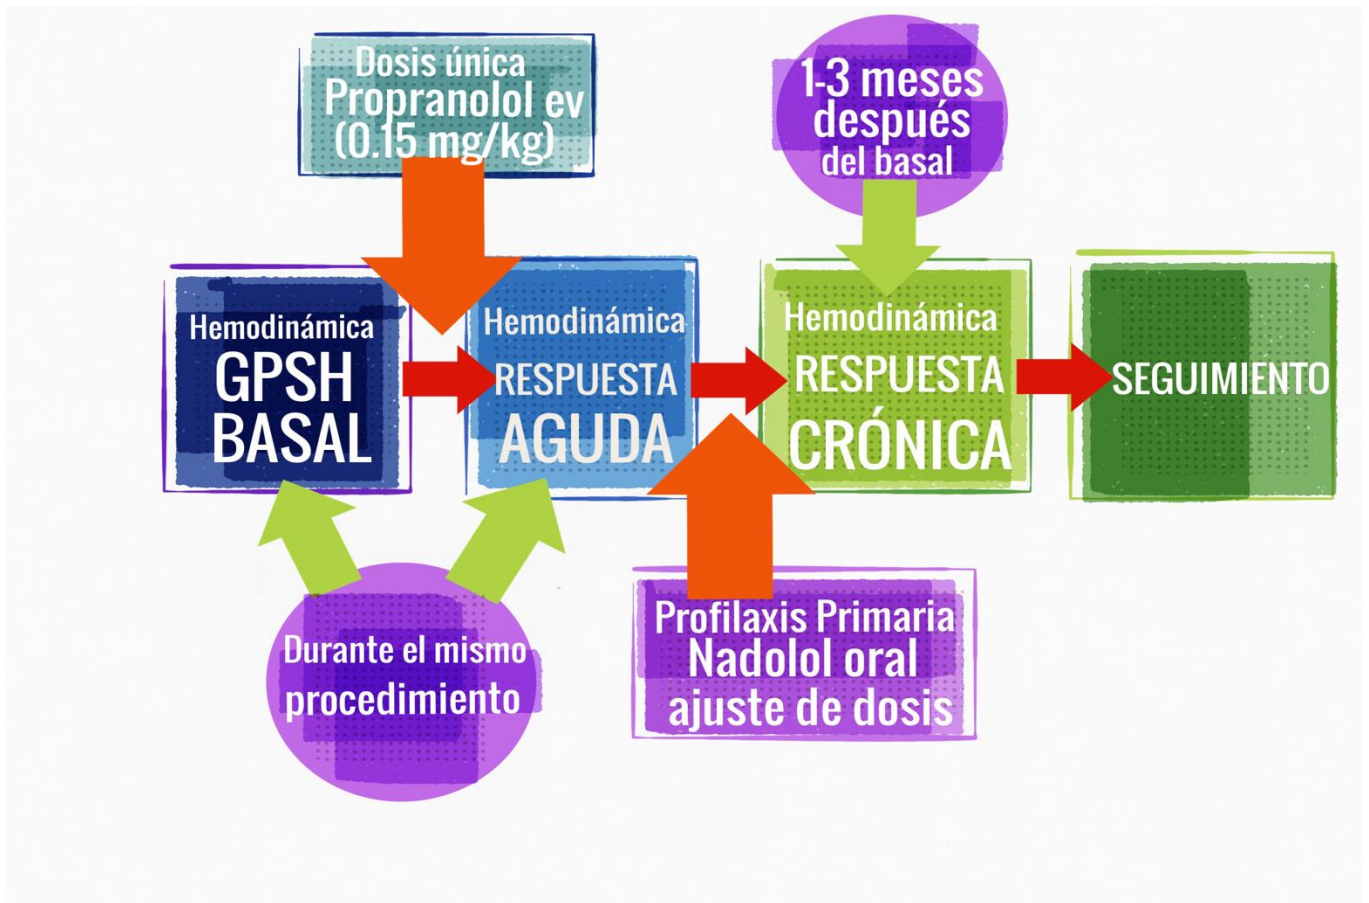 Dosis única
Propranolol ev
(0.15 mg/kg)
1-3 meses
después
del basal
Hemodinámica
GPSH
BASAL
Hemodinámica
RESPUESTA
AGUDA
Hemodinámica
RESPUESTA
CRÓNICA
SEGUIMIENTO
Durante el mismo
procedimiento
Profilaxis Primaria
Nadolol oral
ajuste de dosis